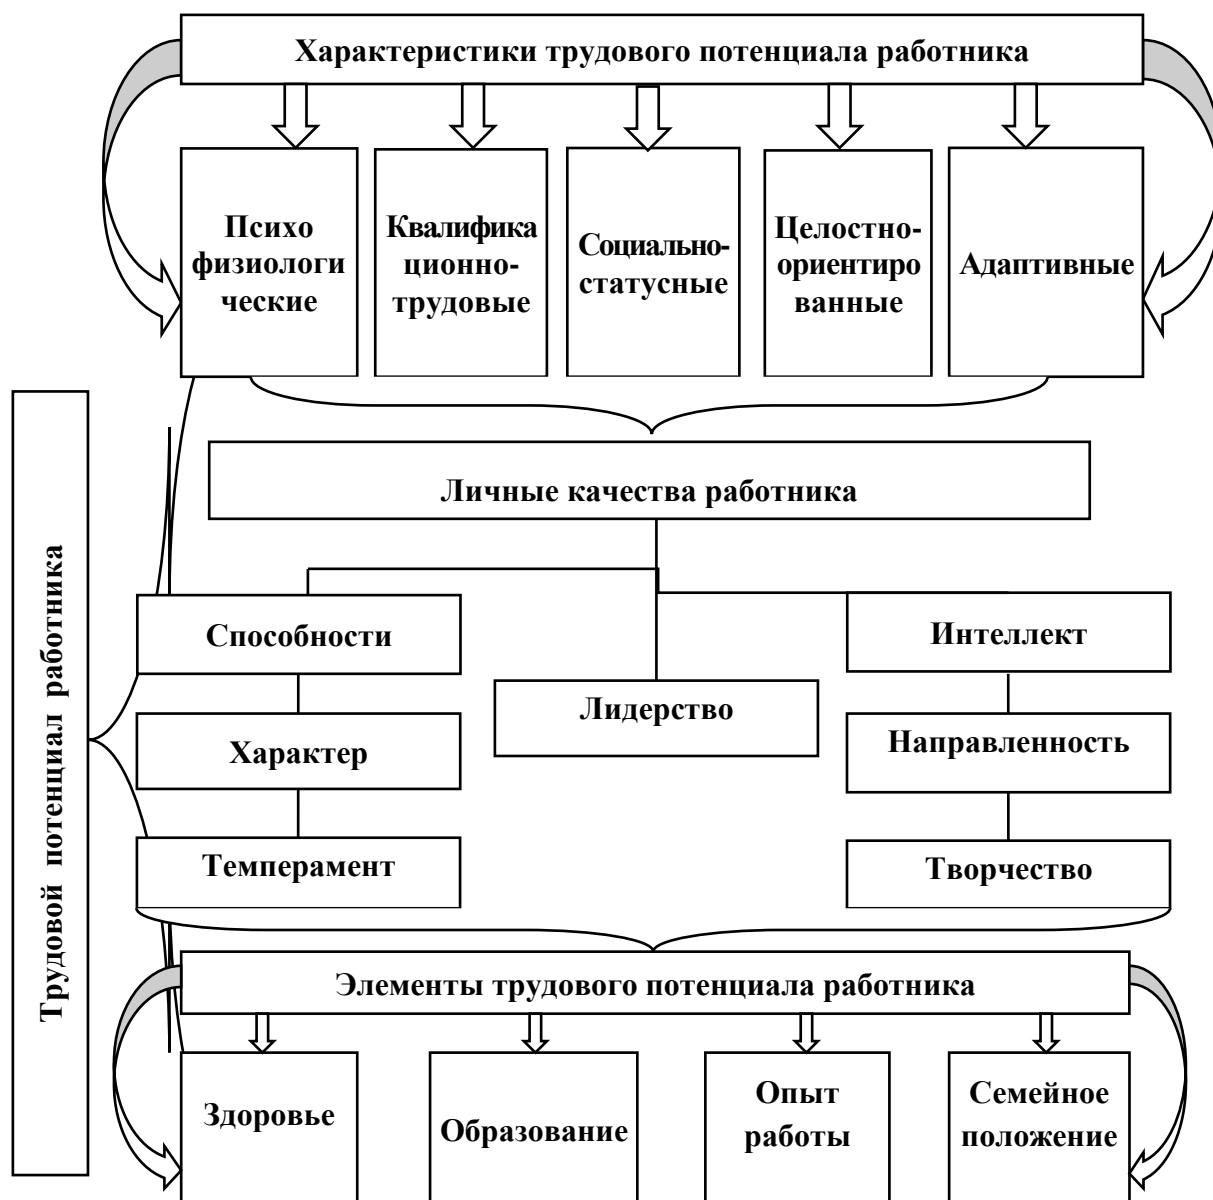 Характеристики трудового потенциала работника
Психо
физиологи
ческие
Квалифика
ционно-
трудовые
Социально-
статусные
Целостно-
ориентиро
ванные
Адаптивные
Трудовой потенциал работника
Личные качества работника
Способности
Интеллект
Лидерство
Характер
Направленность
Темперамент
Творчество
Элементы трудового потенциала работника
Здоровье
Образование
Опыт
работы
Семейное
положение